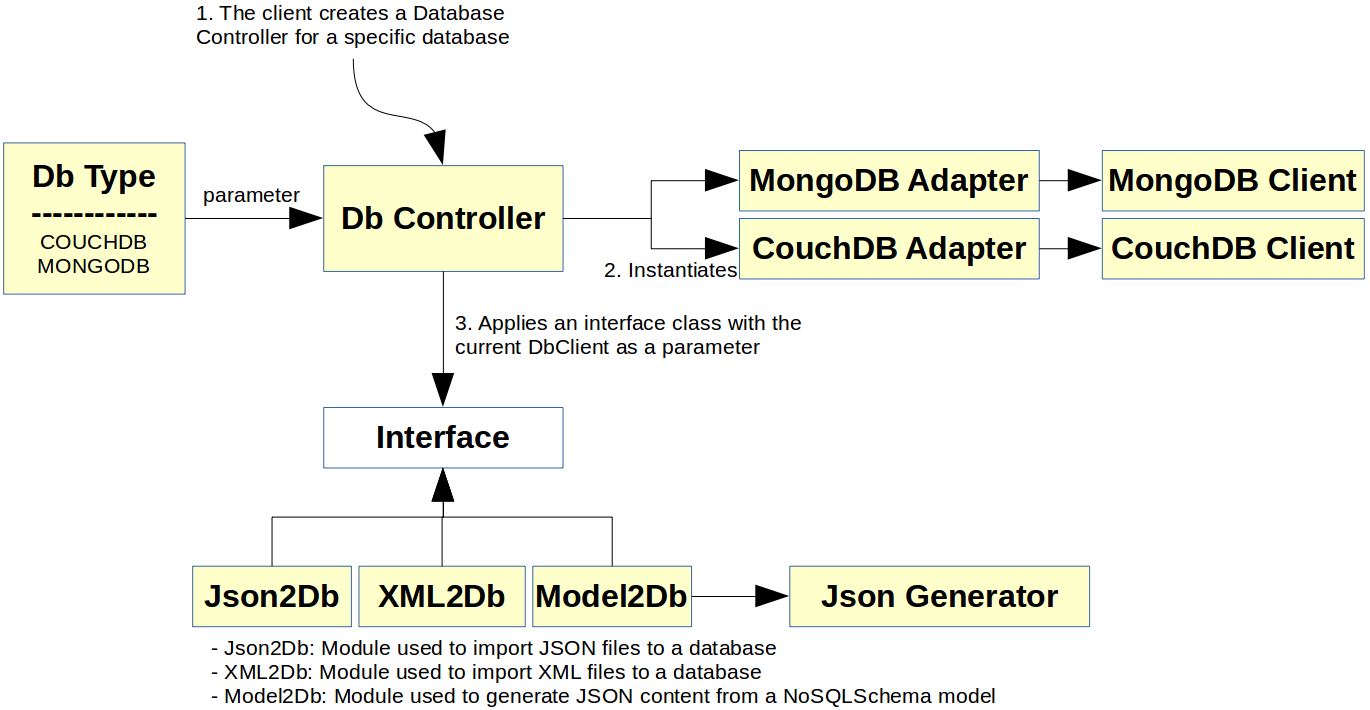 1. The client creates a Database
Controller for a specific database
Db Type
------------
COUCHDB
MONGODB
parameter
Db Controller
MongoDB Adapter
MongoDB Client
CouchDB Adapter
CouchDB Client
2. Instantiates
3. Applies an interface class with the
current DbClient as a parameter
Interface
Json2Db
XML2Db
Model2Db
Json Generator
- Json2Db: Module used to import JSON files to a database
- XML2Db: Module used to import XML files to a database
- Model2Db: Module used to generate JSON content from a NoSQLSchema model